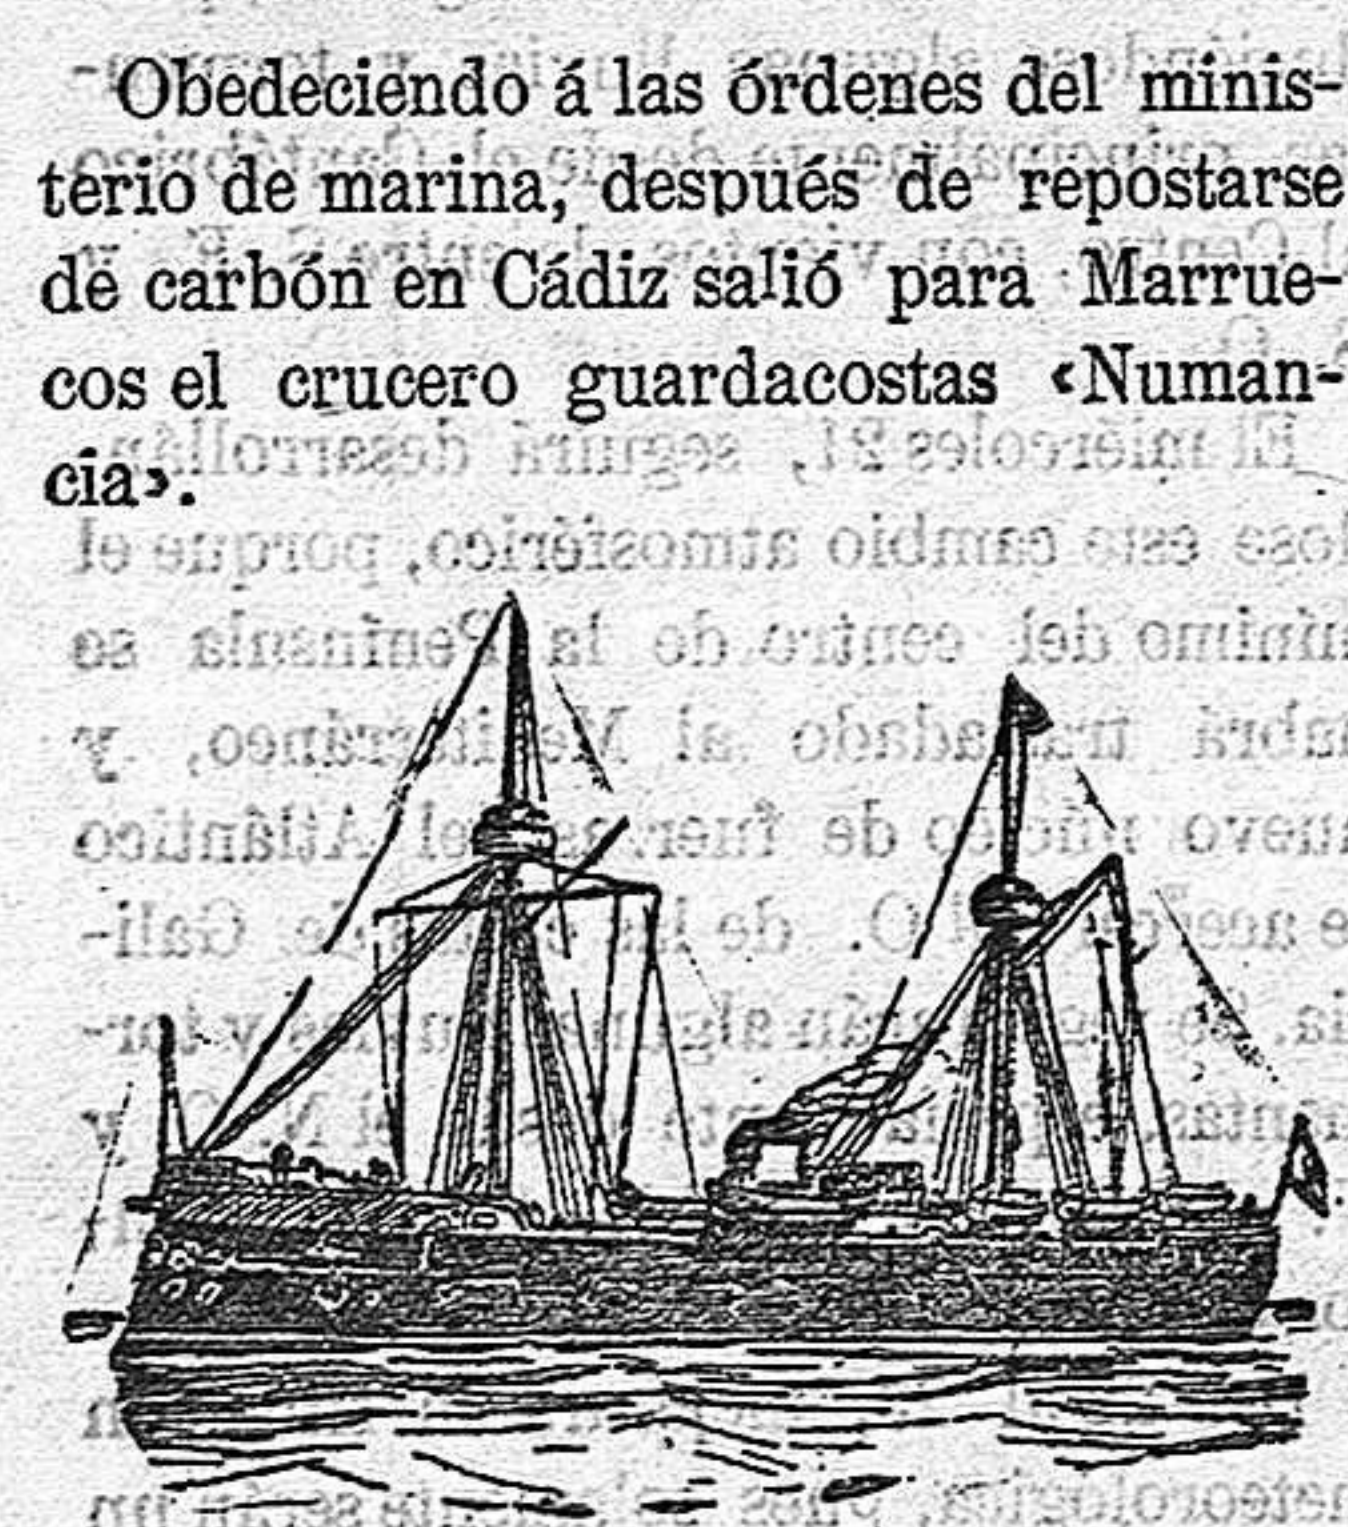 Obedeciendo á las órdenes del minis-
terio de marina, después de repostarse
de carbón en Cádiz salió para Marrue-
cos el crucero guardacostas «Numan-
cia».